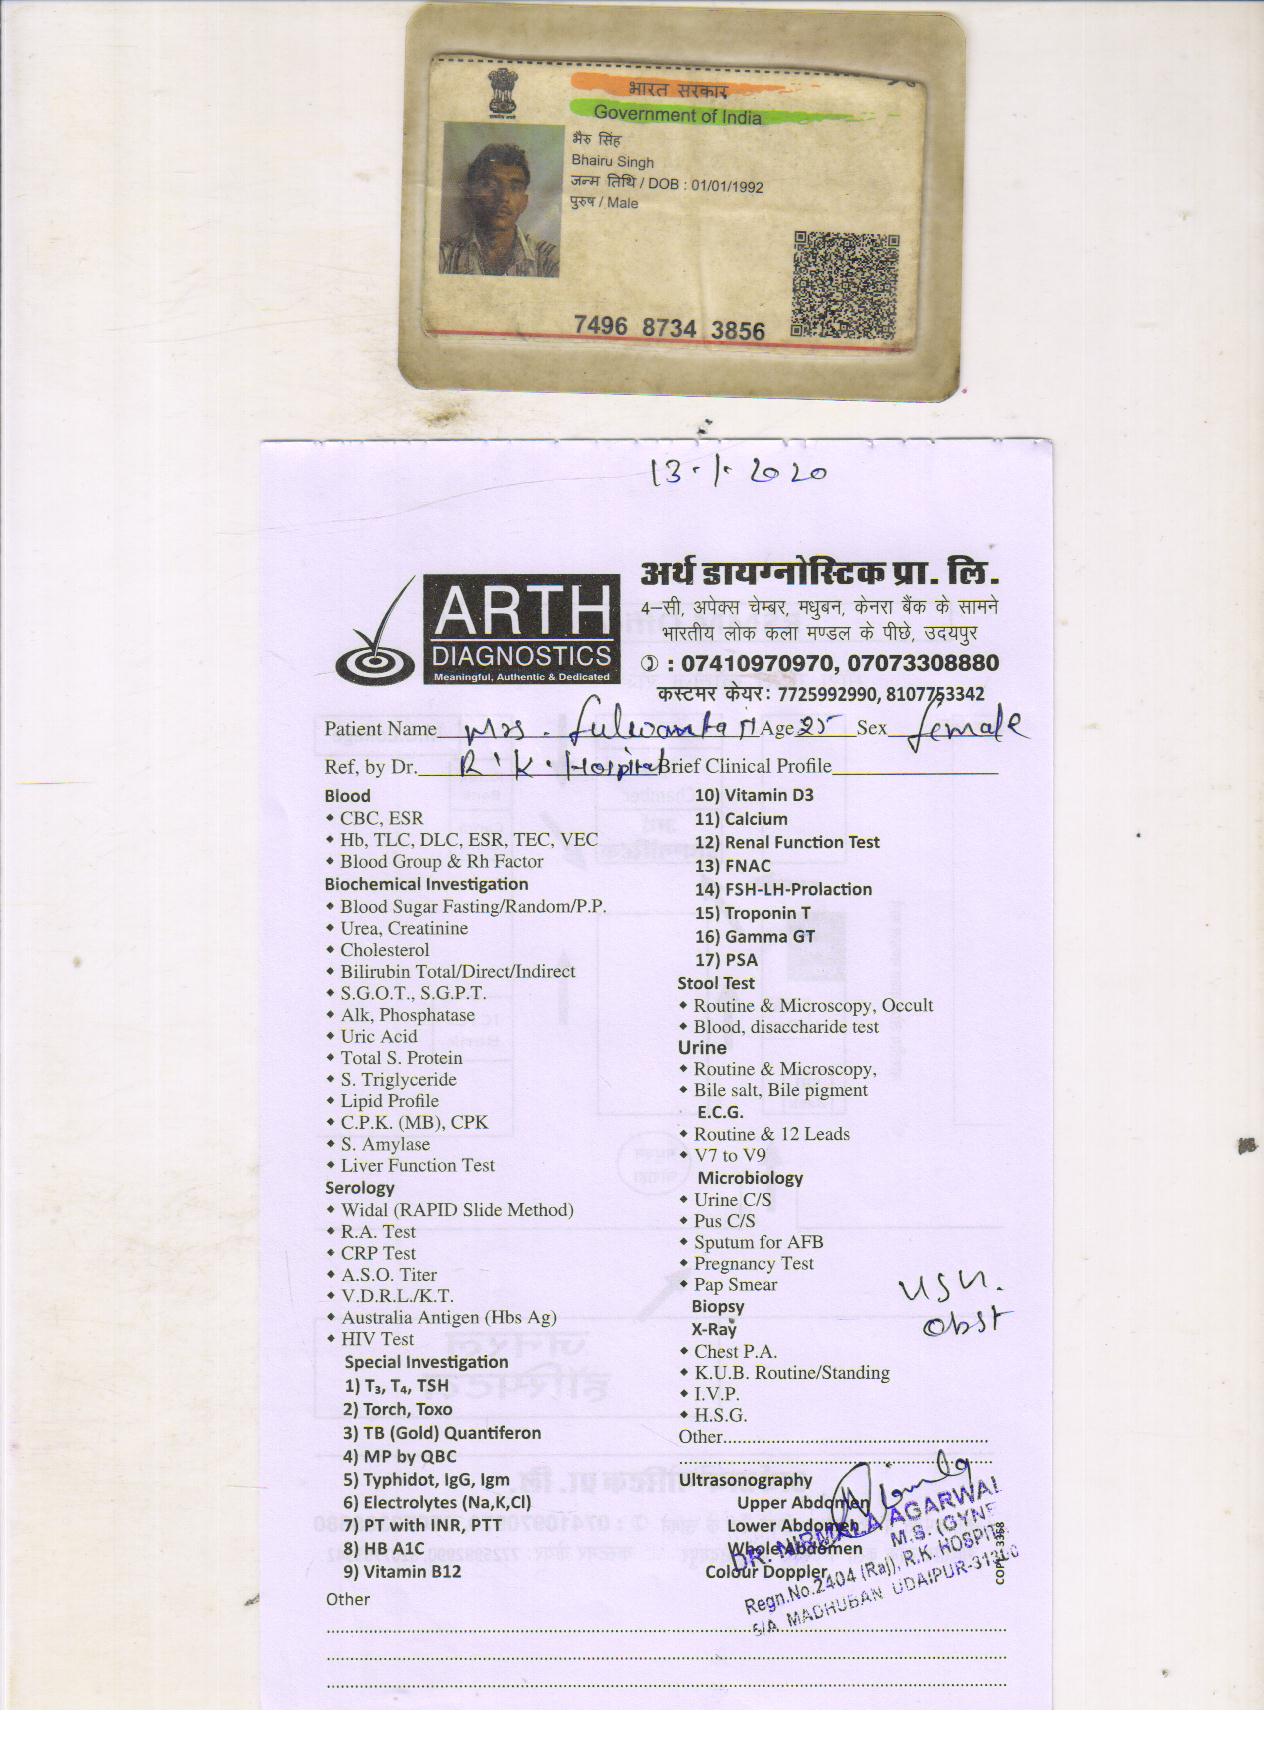 भारत सरकार
Government of India
भैरु सिंह
Bhairu Singh
जन्म तिथि / DOB : 01/01/1992
पुरुष / Male
7496 8734 3856
13.1.2020
ARTH
DIAGNOSTICS
Meaningful, Authentic & Dedicated
अर्थ डायग्नोस्टिक प्रा. लि.
4-सी, अपेक्स चेम्बर, मधुबन, केनरा बैंक के सामने
भारतीय लोक कला मण्डल के पीछे, उदयपुर
: 07410970970, 07073308880
कस्टमर केयर: 7725992990, 8107753342
Patient Name Mrs. Age 25 Sex female
Ref, by Dr. R.K. Hospital Brief Clinical Profile
Blood
• CBC, ESR
• Hb, TLC, DLC, ESR, TEC, VEC
• Blood Group & Rh Factor
Biochemical Investigation
• Blood Sugar Fasting/Random/P.P.
• Urea, Creatinine
• Cholesterol
• Bilirubin Total/Direct/Indirect
• S.G.O.T., S.G.P.T.
• Alk, Phosphatase
• Uric Acid
• Total S. Protein
• S. Triglyceride
• Lipid Profile
• C.P.K. (MB), CPK
• S. Amylase
• Liver Function Test
Serology
• Widal (RAPID Slide Method)
• R.A. Test
• CRP Test
• A.S.O. Titer
• V.D.R.L./K.T.
• Australia Antigen (Hbs Ag)
• HIV Test
Special Investigation
1) T₃, T₄, TSH
2) Torch, Toxo
3) TB (Gold) Quantiferon
4) MP by QBC
5) Typhidot, IgG, Igm
6) Electrolytes (Na,K,Cl)
7) PT with INR, PTT
8) HB A1C
9) Vitamin B12
Other
10) Vitamin D3
11) Calcium
12) Renal Function Test
13) FNAC
14) FSH-LH-Prolaction
15) Troponin T
16) Gamma GT
17) PSA
Stool Test
• Routine & Microscopy, Occult
• Blood, disaccharide test
Urine
• Routine & Microscopy,
• Bile salt, Bile pigment
E.C.G.
• Routine & 12 Leads
• V7 to V9
Microbiology
• Urine C/S
• Pus C/S
• Sputum for AFB
• Pregnancy Test
• Pap Smear
Biopsy
X-Ray
• Chest P.A.
• K.U.B. Routine/Standing
• I.V.P.
• H.S.G.
Other
Obst
Ultrasonography
Upper Abdomen
Lower Abdomen
Whole Abdomen
Colour Doppler
DR. NIRMALA AGARWAL
M.S. (GYNE
Regn.No.2404 (Raj), R.K. HOSPIT
5/A MADHUBAN UDAIPUR-313